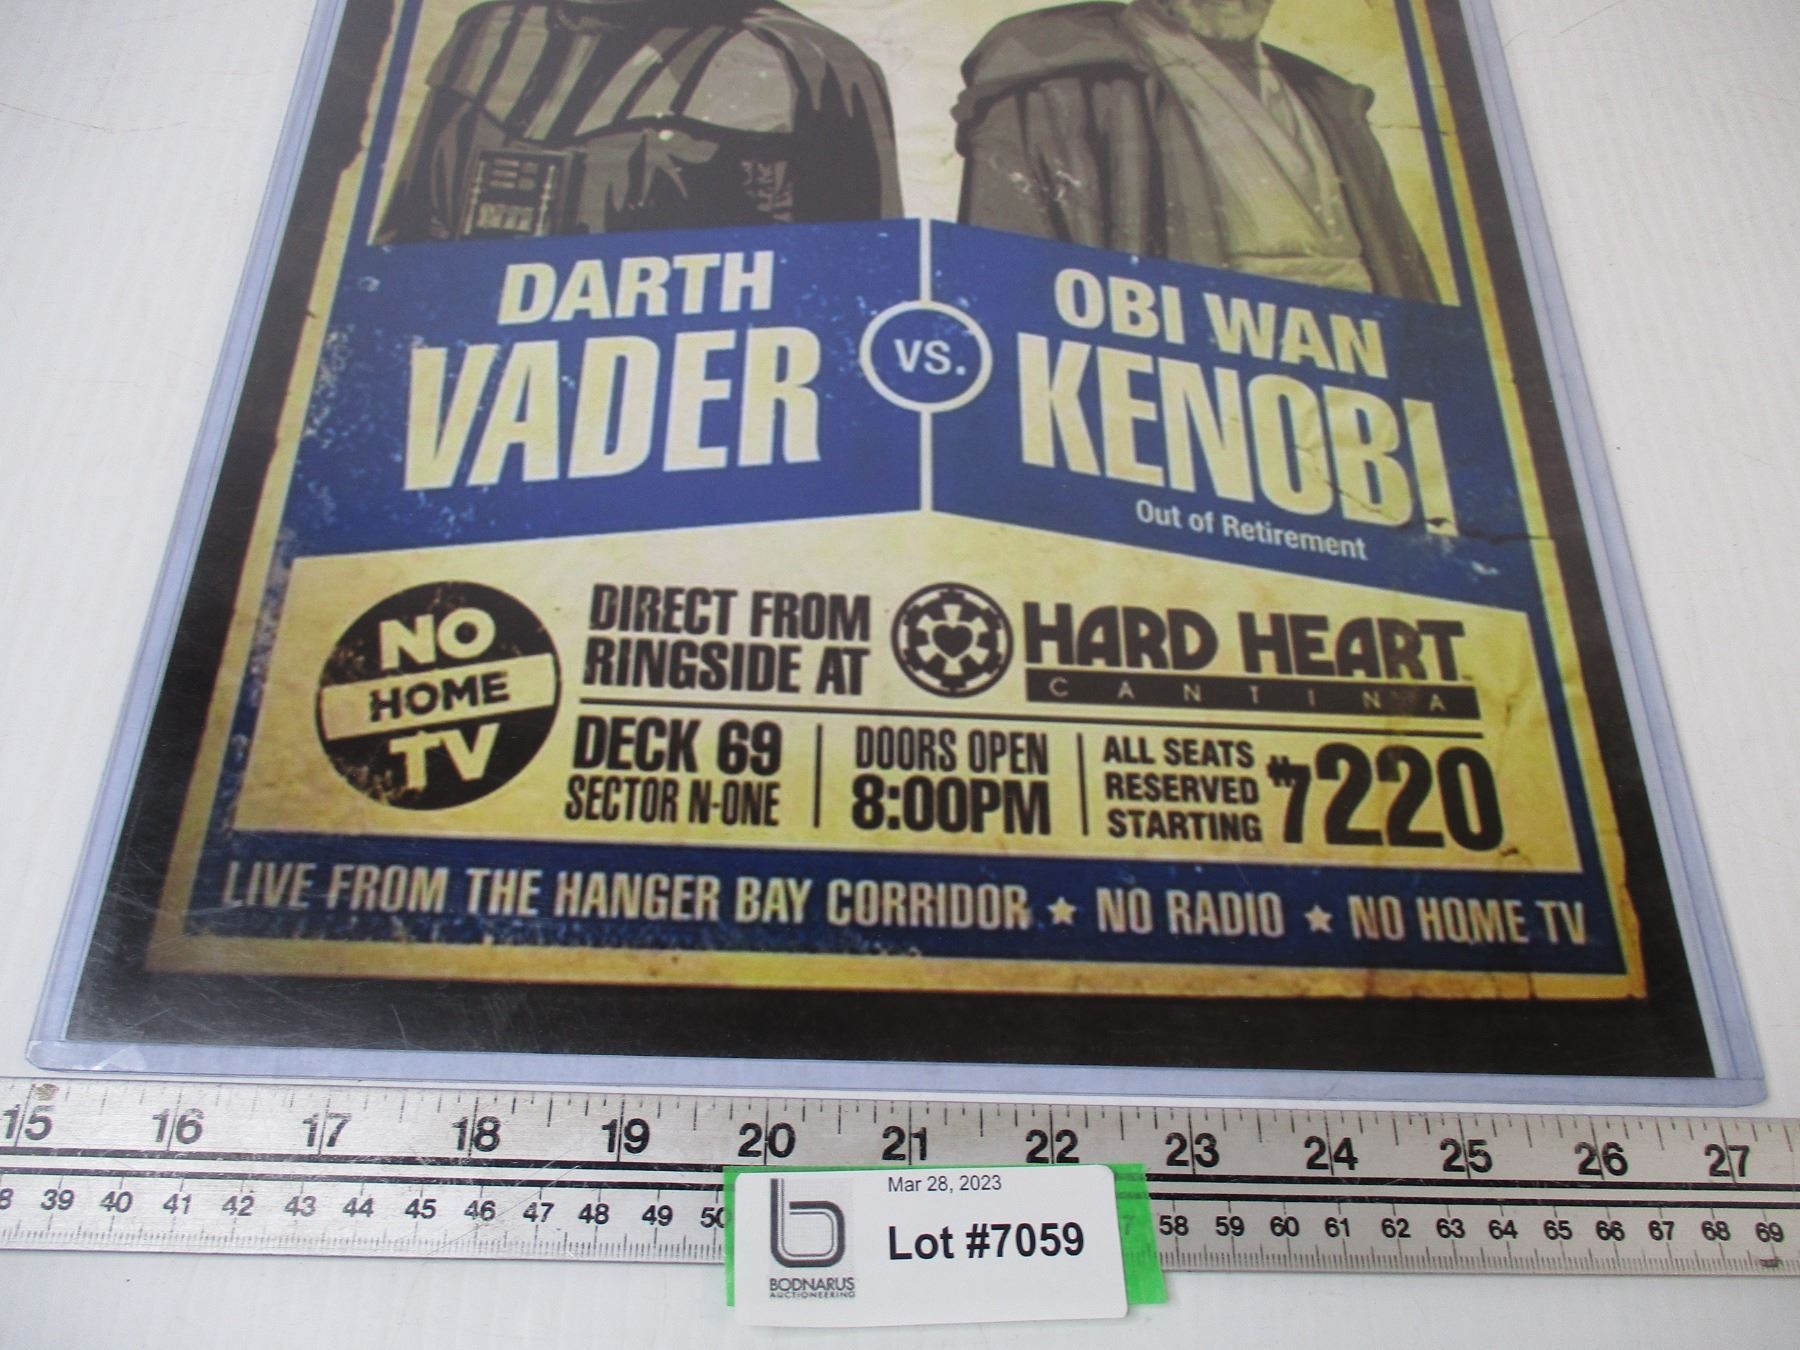 DARTH
VADER
VS.
OBI WAN
KENOBI
Out of Retirement
NO
HOME
TV
DIRECT FROM
RINGSIDE AT
HARD HEART
CANTINA
DECK 69
SECTOR N-ONE
DOORS OPEN
8:00PM
ALL SEATS
RESERVED
STARTING
7220
LIVE FROM THE HANGER BAY CORRIDOR ★ NO RADIO ★ NO HOME TV
15 16 17 18 19 20 21 22 23 24 25 26 27
39 40 41 42 43 44 45 46 47 48 49 50 58 59 60 61 62 63 64 65 66 67 68 69
Mar 28, 2023
Lot #7059
BODNARUS
AUCTIONEERING